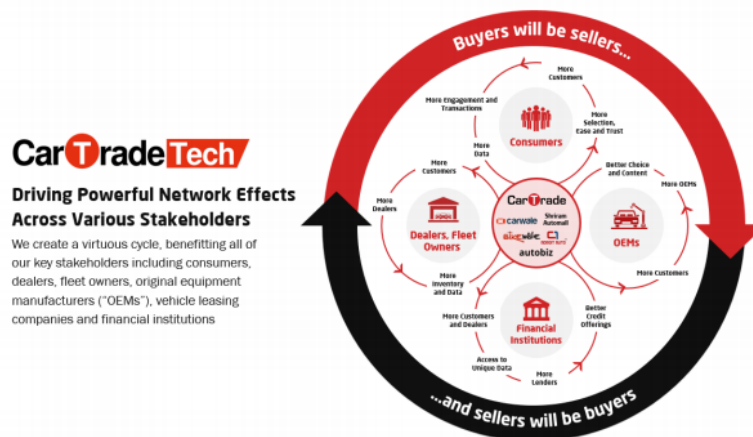 CarTradeTech
Driving Powerful Network Effects
Across Various Stakeholders
We create a virtuous cycle, benefitting all of
our key stakeholders including consumers,
dealers, fleet owners, original equipment
manufacturers ("OEMs"), vehicle leasing
companies and financial institutions
Buyers will be sellers...
More
Customers
More Engagement and
Transactions
Consumers
More
Selection,
Ease and Trust
More
Data
More
Customers
More
Dealers
Dealers, Fleet
Owners
More
Inventory
and Data
CarTrade
carwale
Shriram
Automall
bikewale
autobiz
Better Choice
and Content
More OEMs
OEMs
More Customers
More Customers
and Dealers
Financial
Institutions
Better
Credit
Offerings
Access to
Unique Data
More
Lenders
...and sellers will be buyers